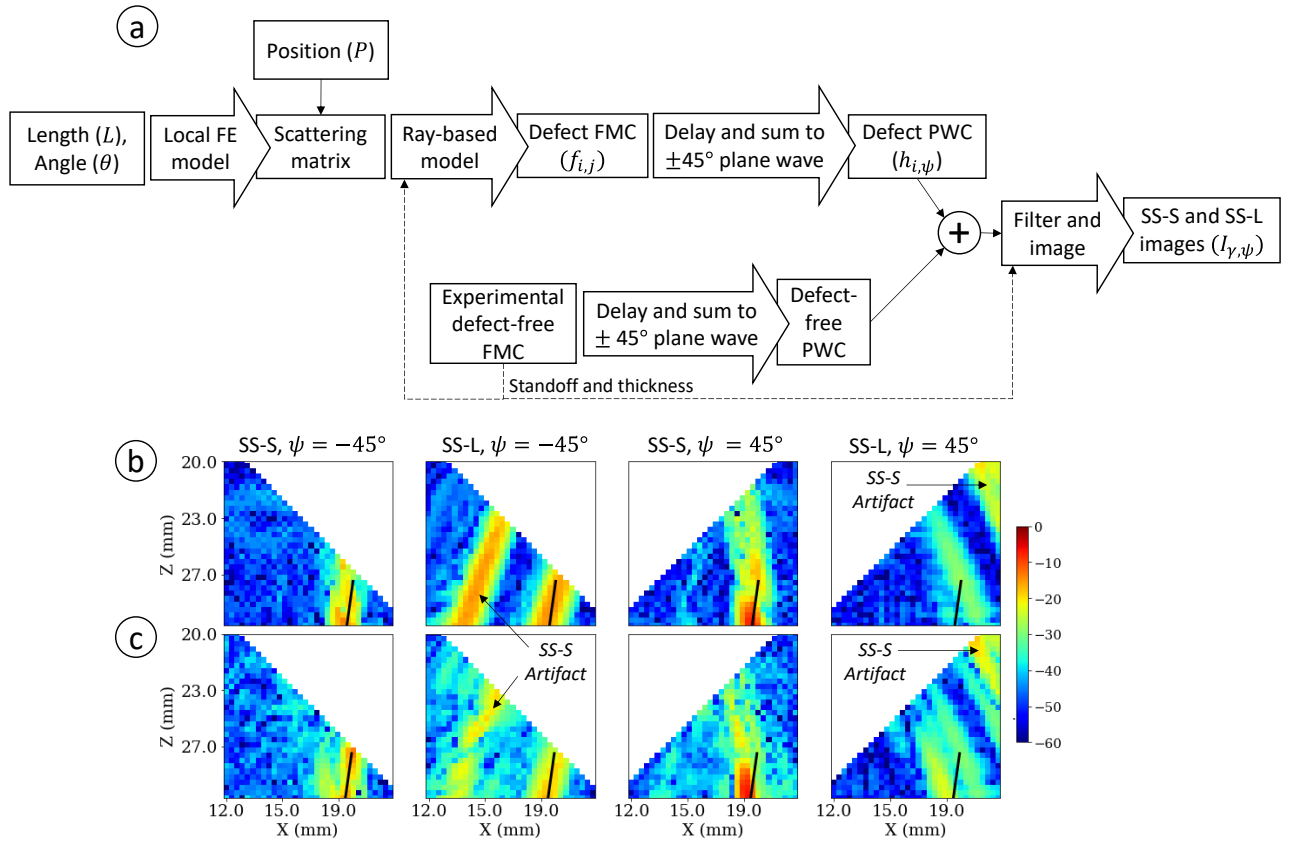 a
Position (P)
Length (L),
Angle (θ)
Local FE
model
Scattering
matrix
Ray-based
model
Defect FMC
(f_{i,j})
Delay and sum to
±45° plane wave
Defect PWC
(h_{i,ψ})
+
Filter and
image
SS-S and SS-L
images (I_{γ,ψ})
Experimental
defect-free
FMC
Delay and sum to
± 45° plane wave
Defect-
free
PWC
Standoff and thickness
b
SS-S, ψ = −45°
SS-L, ψ = −45°
SS-S, ψ = 45°
SS-L, ψ = 45°
20.0
23.0
27.0
Z (mm)
SS-S
Artifact
c
20.0
23.0
27.0
Z (mm)
SS-S
Artifact
SS-S
Artifact
12.0 15.0 19.0
X (mm)
12.0 15.0 19.0
X (mm)
12.0 15.0 19.0
X (mm)
12.0 15.0 19.0
X (mm)
0
−10
−20
−30
−40
−50
−60